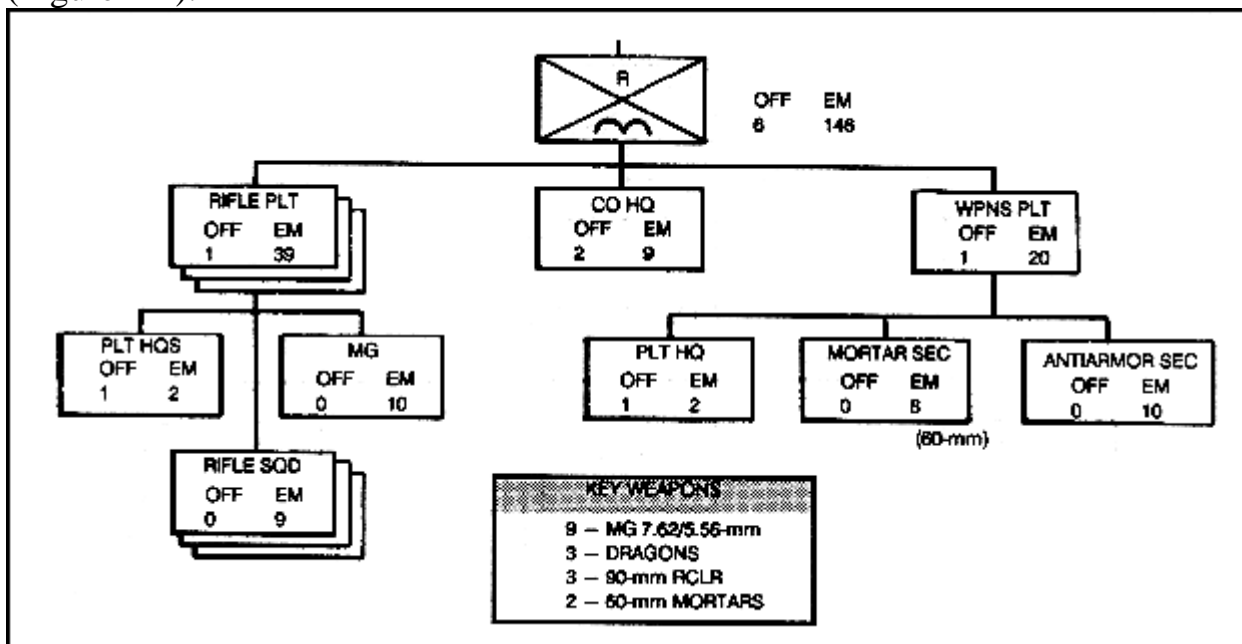 R
OFF EM
6 146
RIFLE PLT
OFF EM
1 39
CO HQ
OFF EM
2 9
WPNS PLT
OFF EM
1 20
PLT HQS
OFF EM
1 2
MG
OFF EM
0 10
PLT HQ
OFF EM
1 2
MORTAR SEC
OFF EM
0 8
(60-mm)
ANTIARMOR SEC
OFF EM
0 10
RIFLE SQD
OFF EM
0 9
KEY WEAPONS
9 – MG 7.62/5.56-mm
3 – DRAGONS
3 – 90-mm RCLR
2 – 60-mm MORTARS